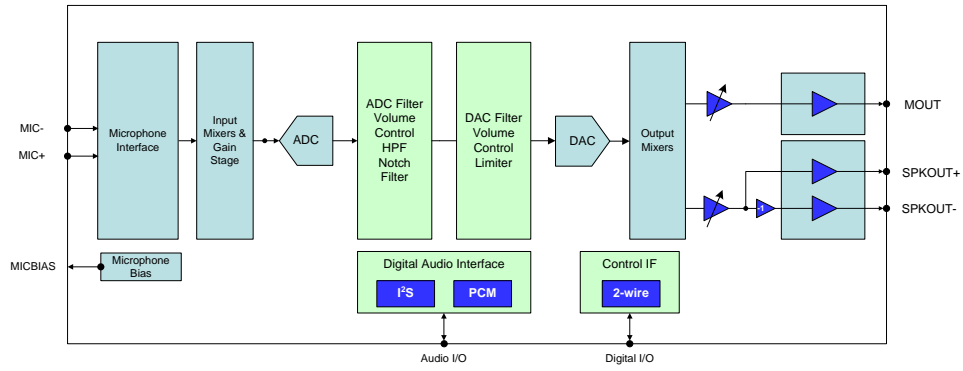 MIC-
MIC+
MICBIAS
Microphone
Interface
Input
Mixers &
Gain
Stage
ADC
ADC Filter
Volume
Control
HPF
Notch
Filter
DAC Filter
Volume
Control
Limiter
DAC
Output
Mixers
-1
MOUT
SPKOUT+
SPKOUT-
Microphone
Bias
Digital Audio Interface
I²S
PCM
Control IF
2-wire
Audio I/O
Digital I/O